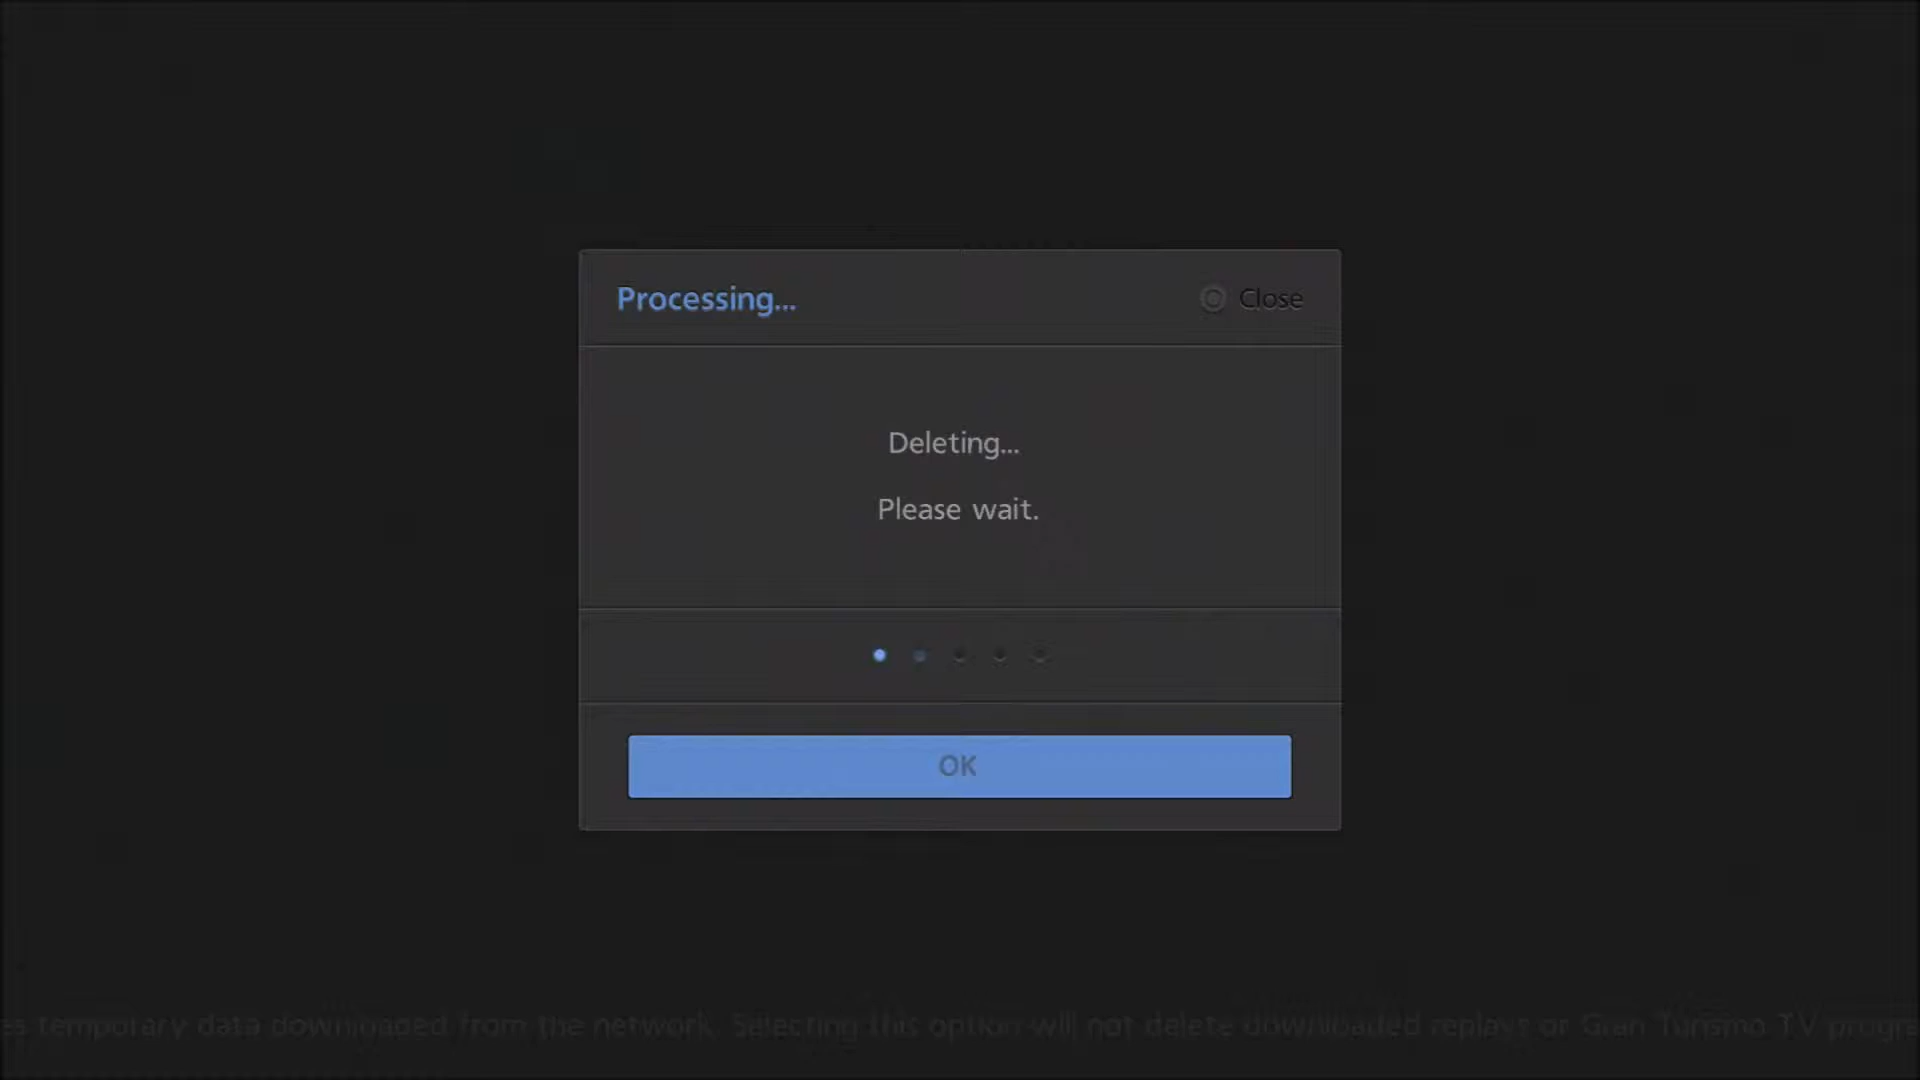 Processing...
Close
Deleting...
Please wait.
OK
temporary data downloaded from the network. Selecting this option will not delete downloaded replays or Gran Turismo TV